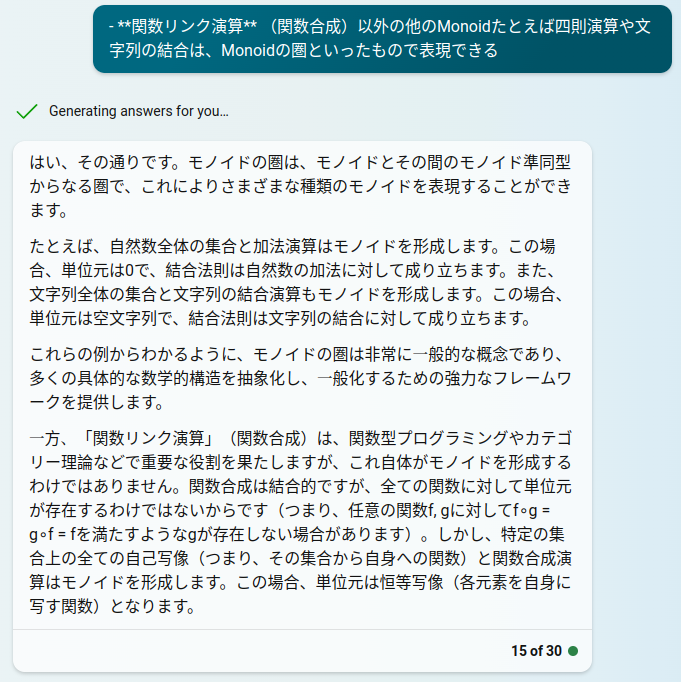 - **関数リンク演算** （関数合成）以外の他のMonoidたとえば四則演算や文
字列の結合は、Monoidの圏といったもので表現できる
Generating answers for you…
はい、その通りです。モノイドの圏は、モノイドとその間のモノイド準同型
からなる圏で、これによりさまざまな種類のモノイドを表現することができ
ます。
たとえば、自然数全体の集合と加法演算はモノイドを形成します。この場
合、単位元は0で、結合法則は自然数の加法に対して成り立ちます。また、
文字列全体の集合と文字列の結合演算もモノイドを形成します。この場合、
単位元は空文字列で、結合法則は文字列の結合に対して成り立ちます。
これらの例からわかるように、モノイドの圏は非常に一般的な概念であり、
多くの具体的な数学的構造を抽象化し、一般化するための強力なフレームワ
ークを提供します。
一方、「関数リンク演算」（関数合成）は、関数型プログラミングやカテゴ
リー理論などで重要な役割を果たしますが、これ自体がモノイドを形成する
わけではありません。関数合成は結合的ですが、全ての関数に対して単位元
が存在するわけではないからです（つまり、任意の関数f, gに対してf∘g =
g∘f = fを満たすようなgが存在しない場合があります）。しかし、特定の集
合上の全ての自己写像（つまり、その集合から自身への関数）と関数合成演
算はモノイドを形成します。この場合、単位元は恒等写像（各元素を自身に
写す関数）となります。
15 of 30